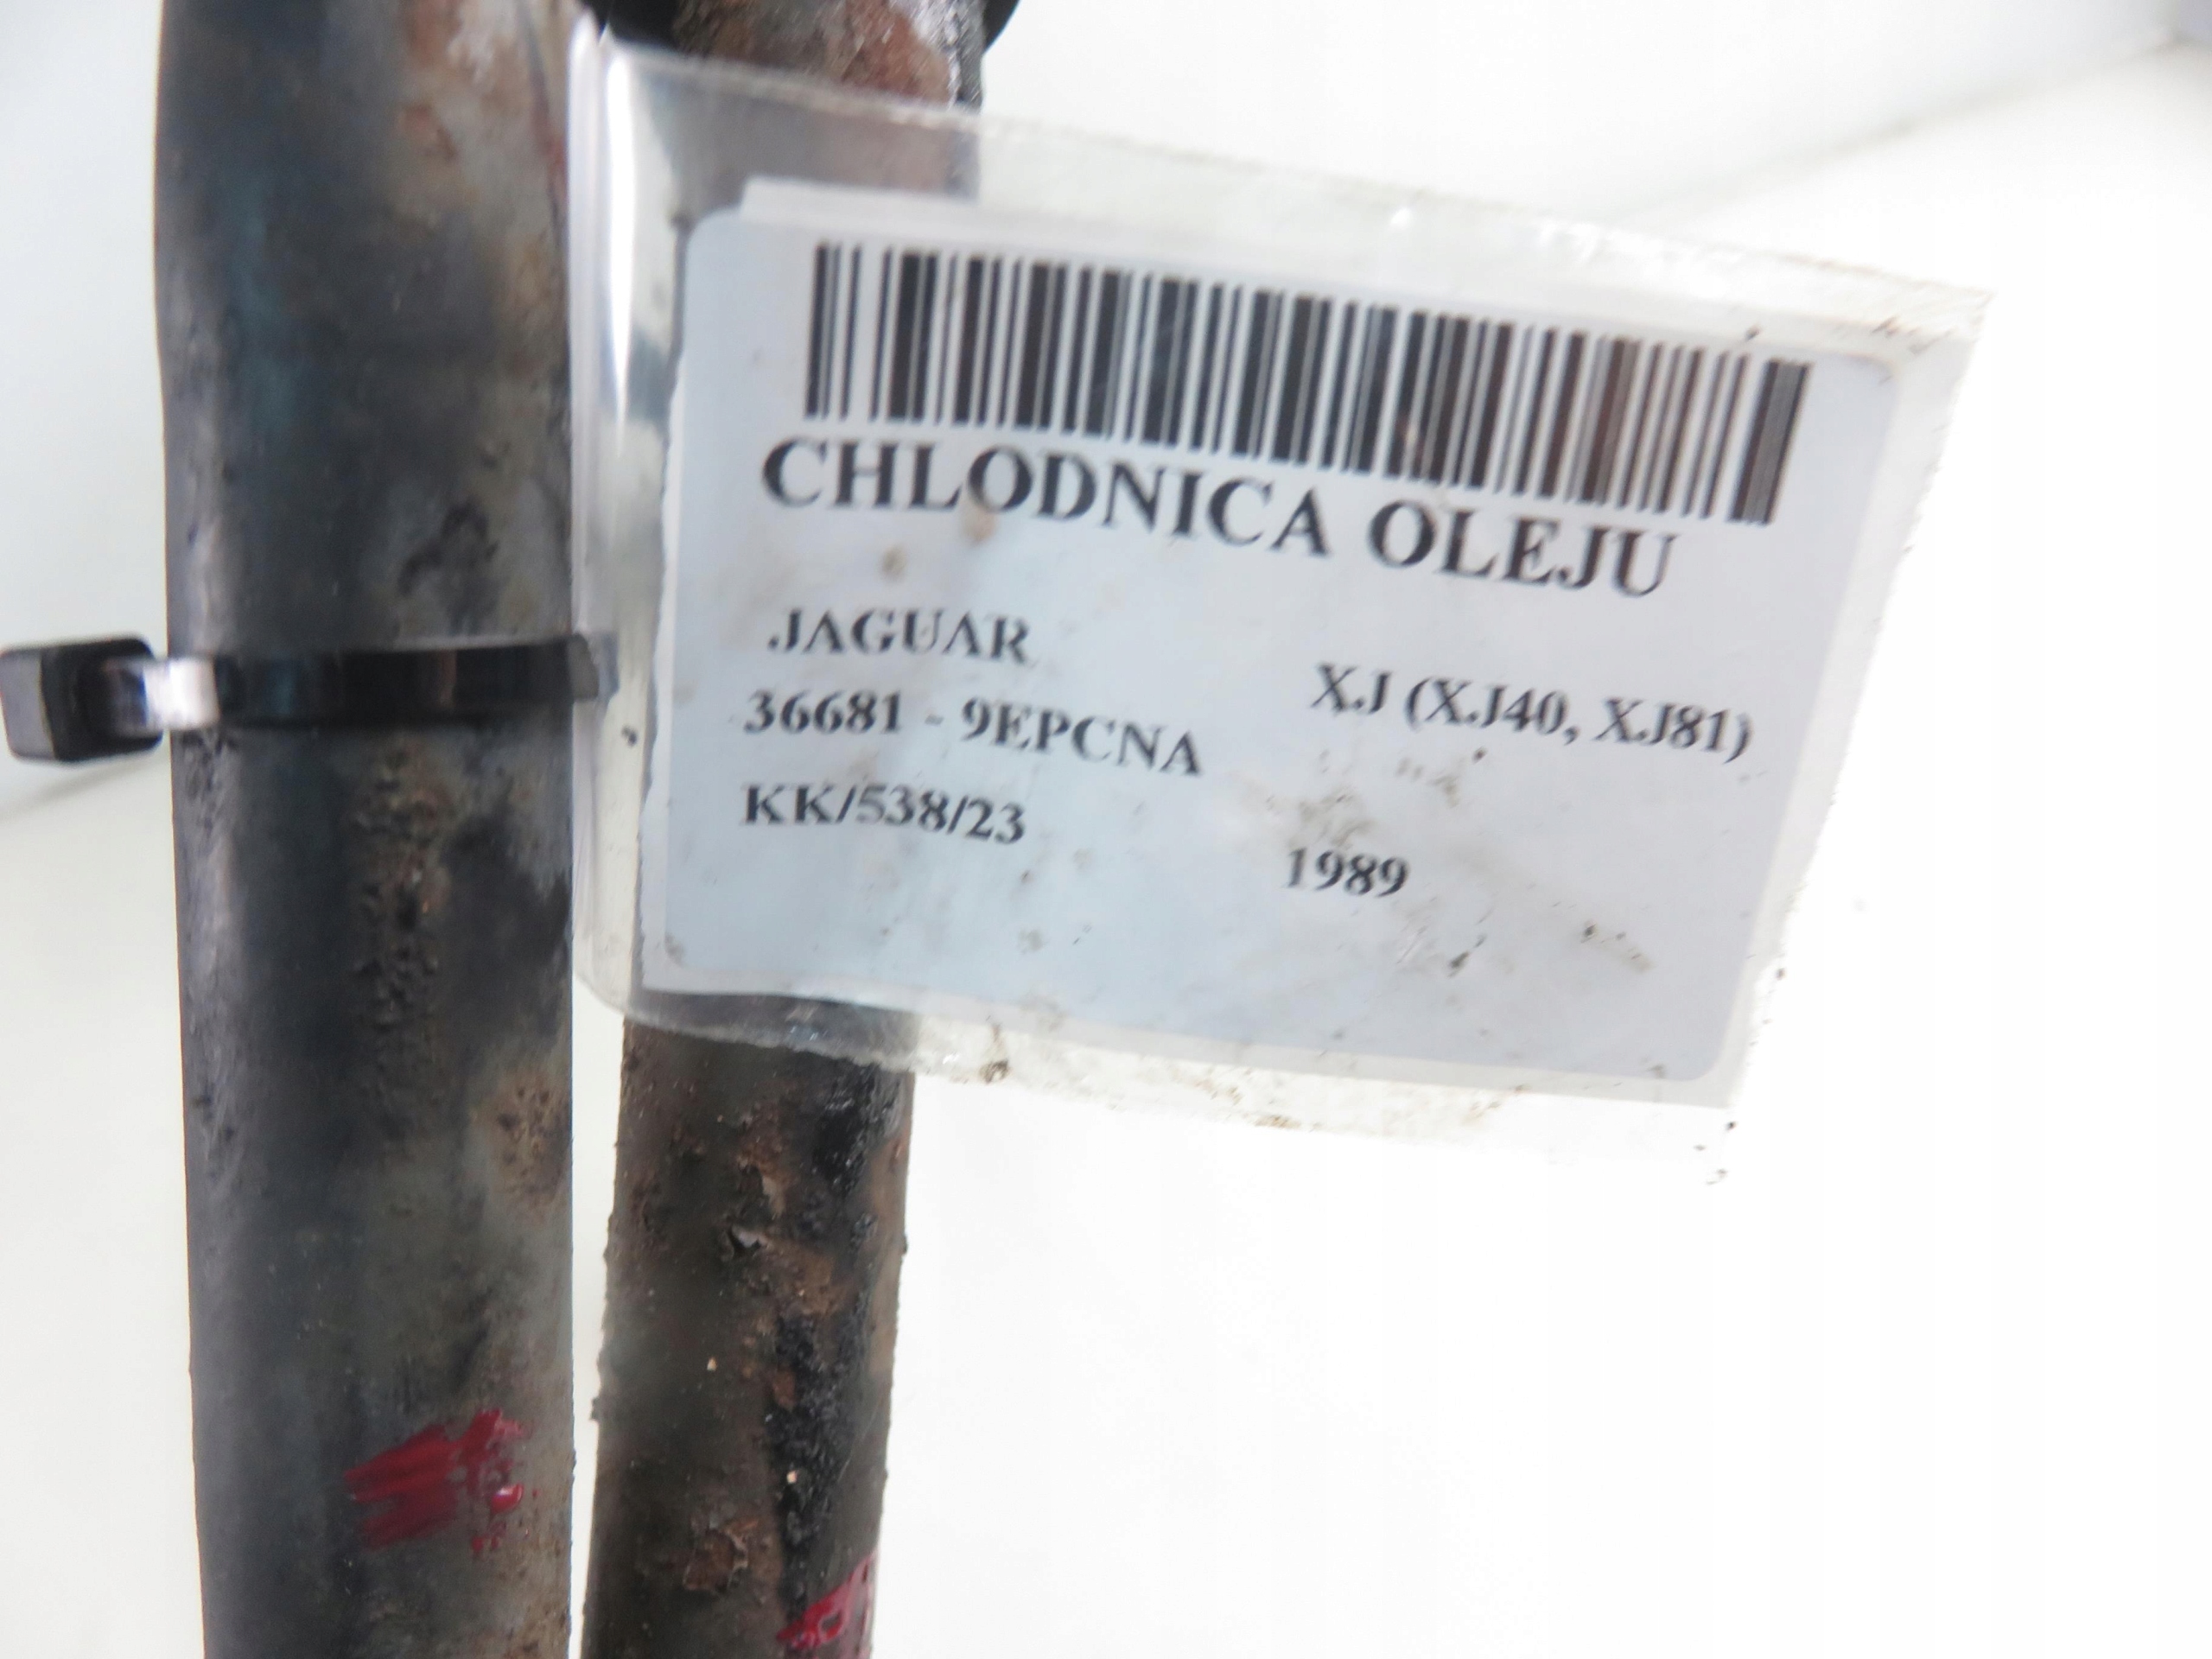 CHLODNICA OLEJU
JAGUAR
XJ (XJ40, XJ81)
36681 - 9EPCNA
KK/538/23
1989